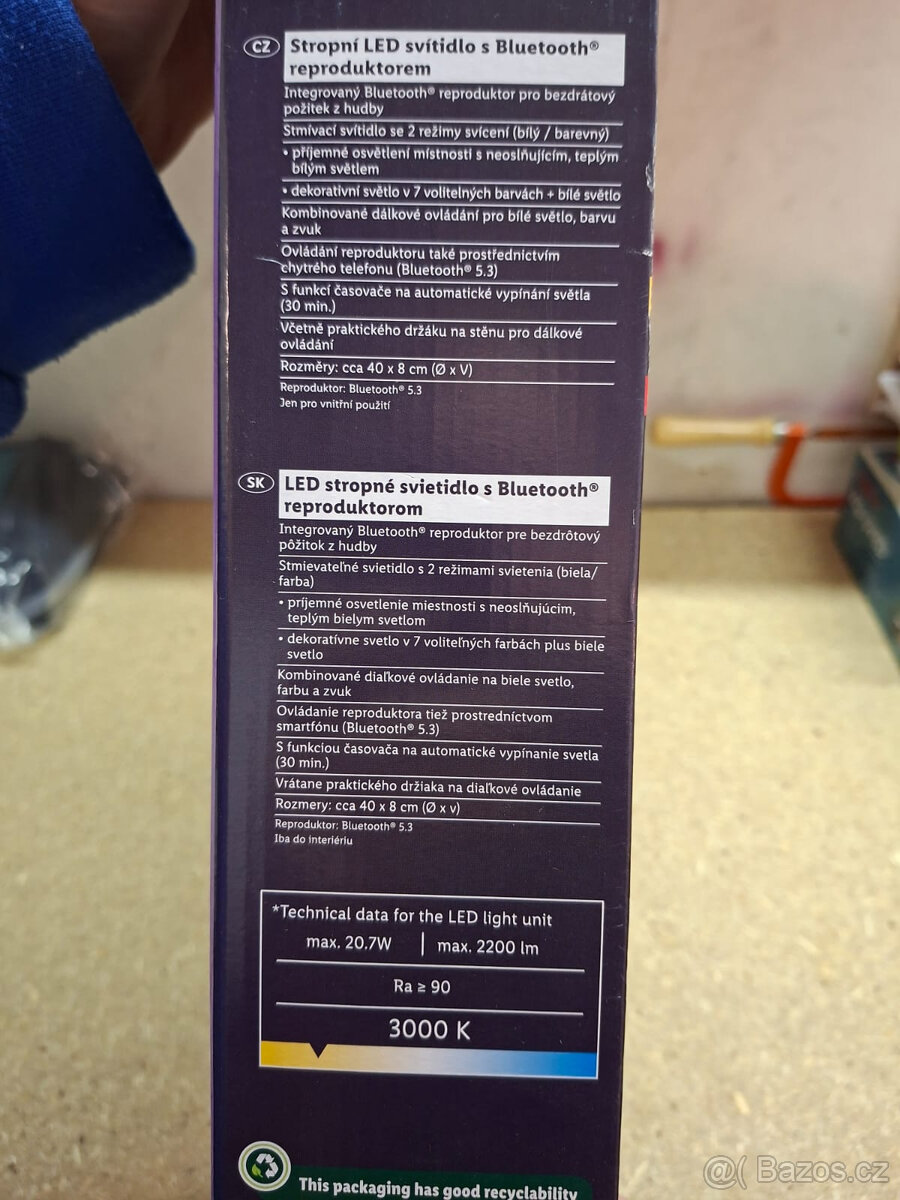 CZ
Stropní LED svítidlo s Bluetooth®
reproduktorem
Integrovaný Bluetooth® reproduktor pro bezdrátový
požitek z hudby
Stmívací svítidlo se 2 režimy svícení (bílý / barevný)
• příjemné osvětlení místnosti s neoslňujícím, teplým
bílým světlem
• dekorativní světlo v 7 volitelných barvách + bílé světlo
Kombinované dálkové ovládání pro bílé světlo, barvu
a zvuk
Ovládání reproduktoru také prostřednictvím
chytrého telefonu (Bluetooth® 5.3)
S funkcí časovače na automatické vypínání světla
(30 min.)
Včetně praktického držáku na stěnu pro dálkové
ovládání
Rozměry: cca 40 x 8 cm (Ø x V)
Reproduktor: Bluetooth® 5.3
Jen pro vnitřní použití
SK
LED stropné svietidlo s Bluetooth®
reproduktorom
Integrovaný Bluetooth® reproduktor pre bezdrôtový
pôžitok z hudby
Stmievateľné svietidlo s 2 režimami svietenia (biela/
farba)
• príjemné osvetlenie miestnosti s neoslňujúcim,
teplým bielym svetlom
• dekoratívne svetlo v 7 voliteľných farbách plus biele
svetlo
Kombinované diaľkové ovládanie na biele svetlo,
farbu a zvuk
Ovládanie reproduktora tiež prostredníctvom
smartfónu (Bluetooth® 5.3)
S funkciou časovača na automatické vypínanie svetla
(30 min.)
Vrátane praktického držiaka na diaľkové ovládanie
Rozmery: cca 40 x 8 cm (Ø x v)
Reproduktor: Bluetooth® 5.3
Iba do interiéru
*Technical data for the LED light unit
max. 20.7W | max. 2200 lm
Ra ≥ 90
3000 K
This packaging has good recyclability
@( Bazos.cz